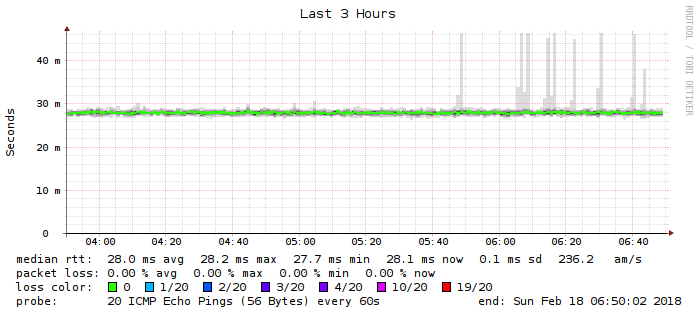 Last 3 Hours
RRDTOOL / TOBI OETIKER
Seconds
40 m
30 m
20 m
10 m
0
04:00 04:20 04:40 05:00 05:20 05:40 06:00 06:20 06:40
median rtt: 28.0 ms avg 28.2 ms max 27.7 ms min 28.1 ms now 0.1 ms sd 236.2 am/s
packet loss: 0.00 % avg 0.00 % max 0.00 % min 0.00 % now
loss color: 0 1/20 2/20 3/20 4/20 10/20 19/20
probe: 20 ICMP Echo Pings (56 Bytes) every 60s end: Sun Feb 18 06:50:02 2018